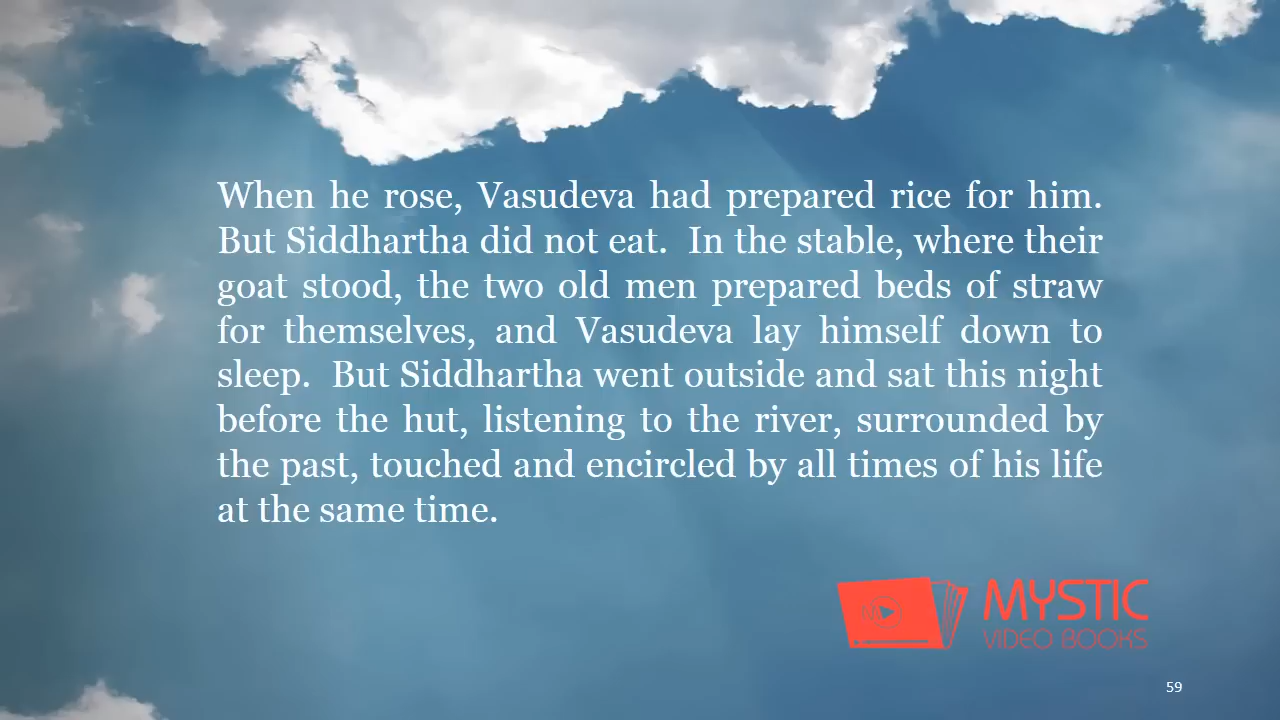 When he rose, Vasudeva had prepared rice for him.
But Siddhartha did not eat.  In the stable, where their
goat stood, the two old men prepared beds of straw
for themselves, and Vasudeva lay himself down to
sleep.  But Siddhartha went outside and sat this night
before the hut, listening to the river, surrounded by
the past, touched and encircled by all times of his life
at the same time.
MYSTIC
VIDEO BOOKS
59